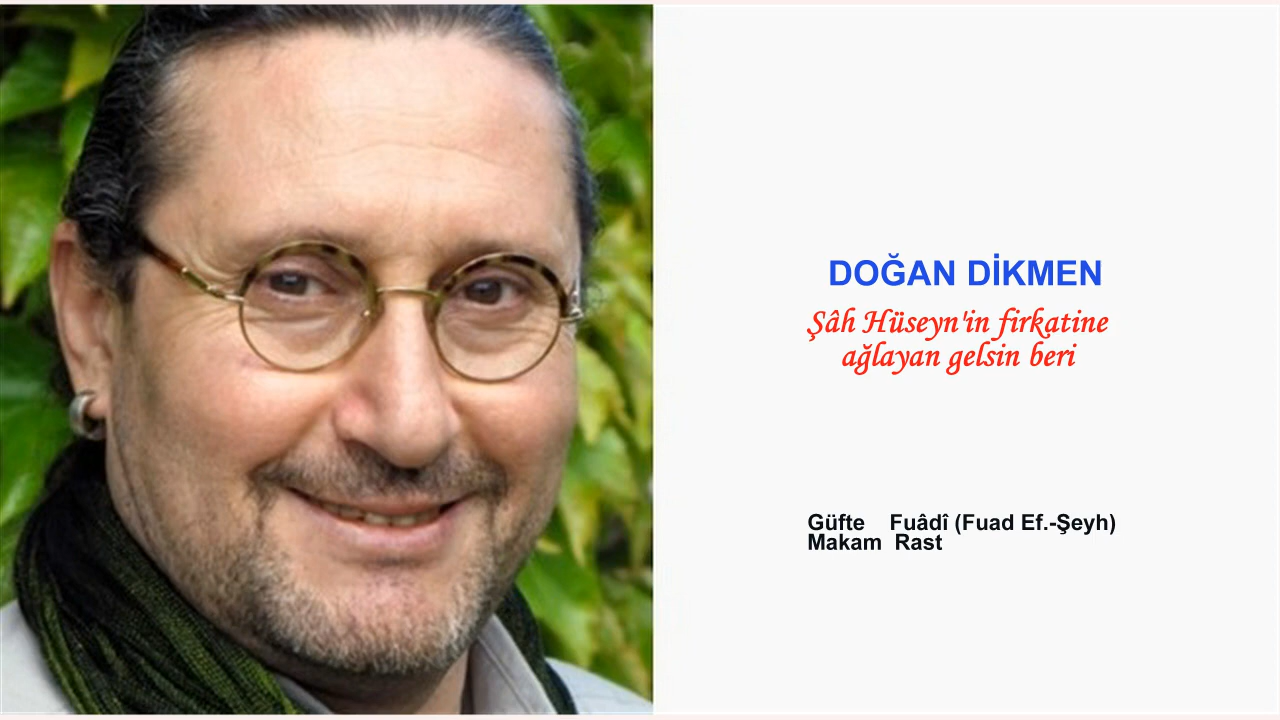 DOĞAN DİKMEN
Şâh Hüseyn'in firkatine
ağlayan gelsin beri
Güfte Fuâdî (Fuad Ef.-Şeyh)
Makam Rast